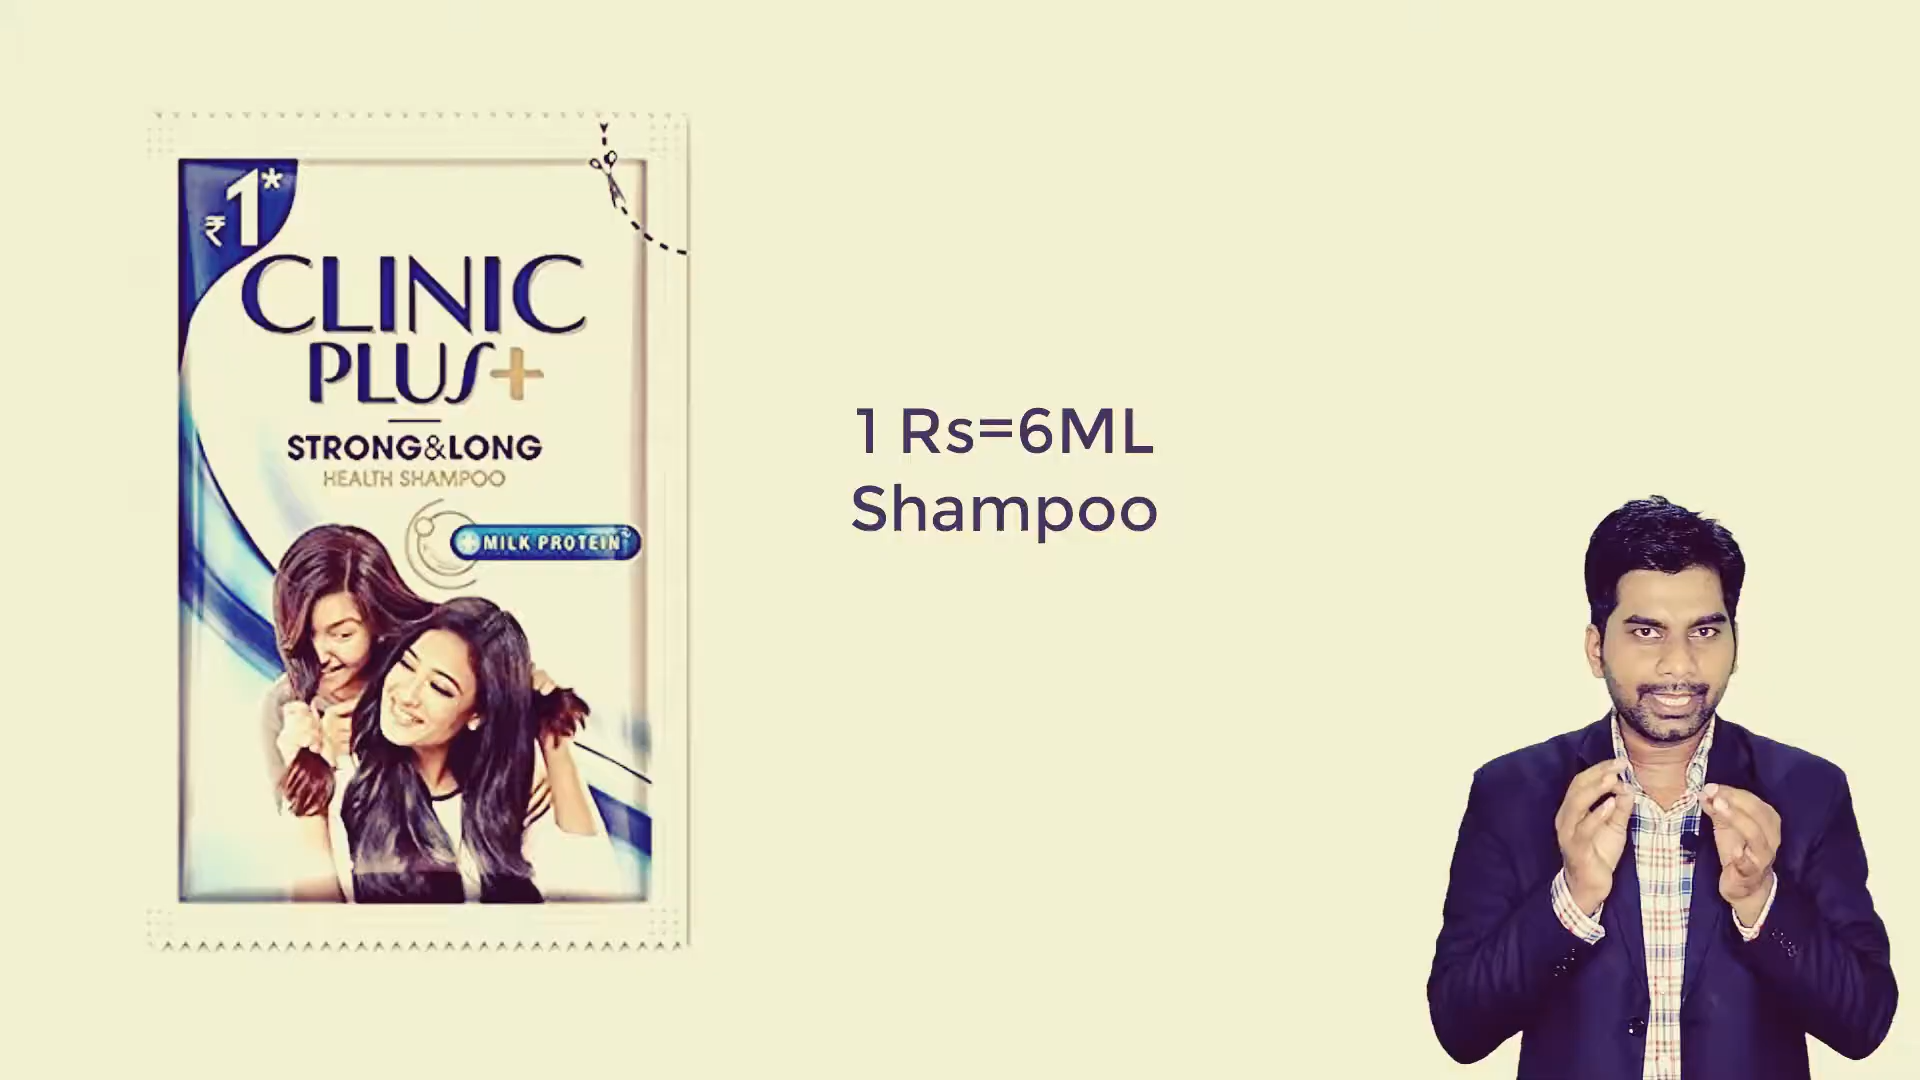 ₹1*
CLINIC
PLUS+
STRONG&LONG
HEALTH SHAMPOO
+MILK PROTEIN
1 Rs=6ML
Shampoo